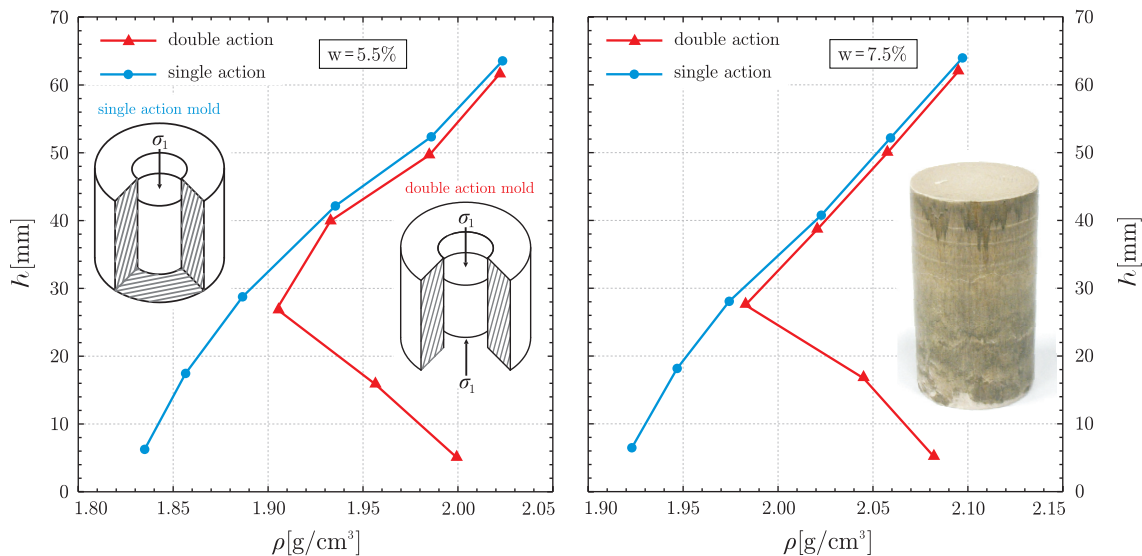 70
60
50
40
30
20
10
0
h[mm]
double action
single action
w=5.5%
single action mold
σ1
double action mold
σ1
σ1
1.80
1.85
1.90
1.95
2.00
2.05
ρ[g/cm³]
double action
single action
w=7.5%
70
60
50
40
30
20
10
0
h[mm]
1.90
1.95
2.00
2.05
2.10
2.15
ρ[g/cm³]